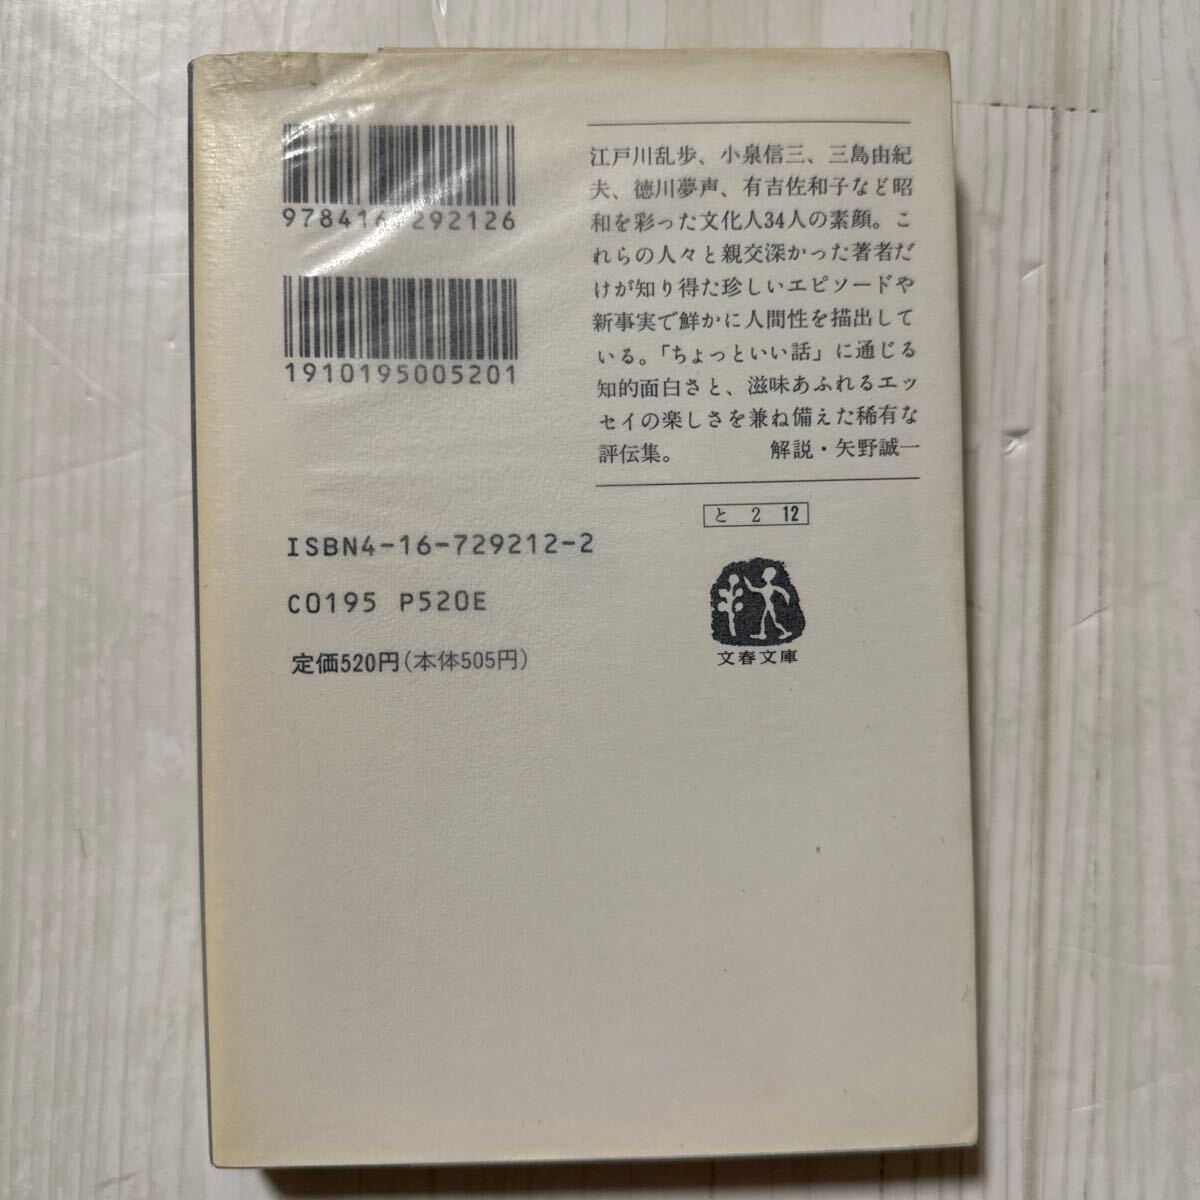 978416 292126
1910195005201
江戸川乱歩、小泉信三、三島由紀
夫、徳川夢声、有吉佐和子など昭
和を彩った文化人34人の素顔。こ
れらの人々と親交深かった著者だ
けが知り得た珍しいエピソードや
新事実で鮮かに人間性を描出して
いる。「ちょっといい話」に通じる
知的面白さと、滋味あふれるエッ
セイの楽しさを兼ね備えた稀有な
評伝集。 解説・矢野誠一
と 2 12
文春文庫
ISBN4-16-729212-2
C0195 P520E
定価520円(本体505円)